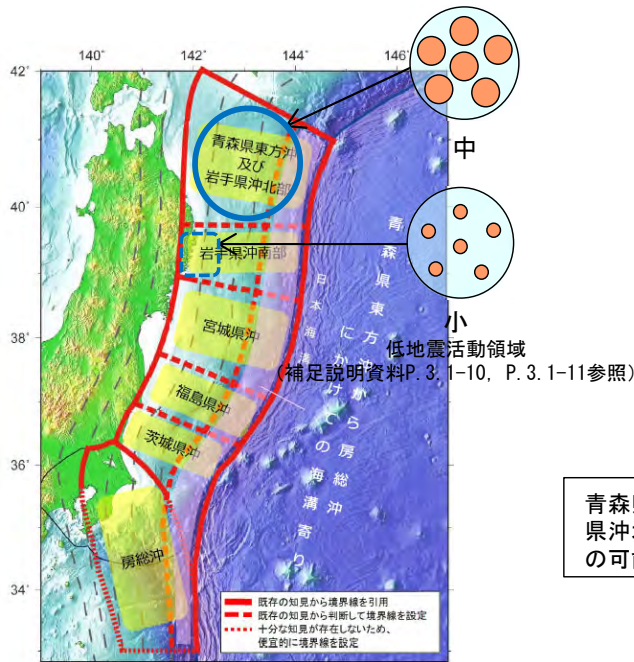 140˚
142˚
144˚
146˚
42˚
40˚
38˚
36˚
34˚
青森県東方沖
及び
岩手県沖北部
岩手県沖南部
宮城県沖
福島県沖
茨城県沖
房総沖
日本海溝
青森県東方沖から房総沖
にかけての海溝寄り
中
小
低地震活動領域
(補足説明資料P.3.1-10, P.3.1-11参照)
既存の知見から境界線を引用
既存の知見から判断して境界線を設定
十分な知見が存在しないため、
便宜的に境界線を設定
青森
県沖
の可